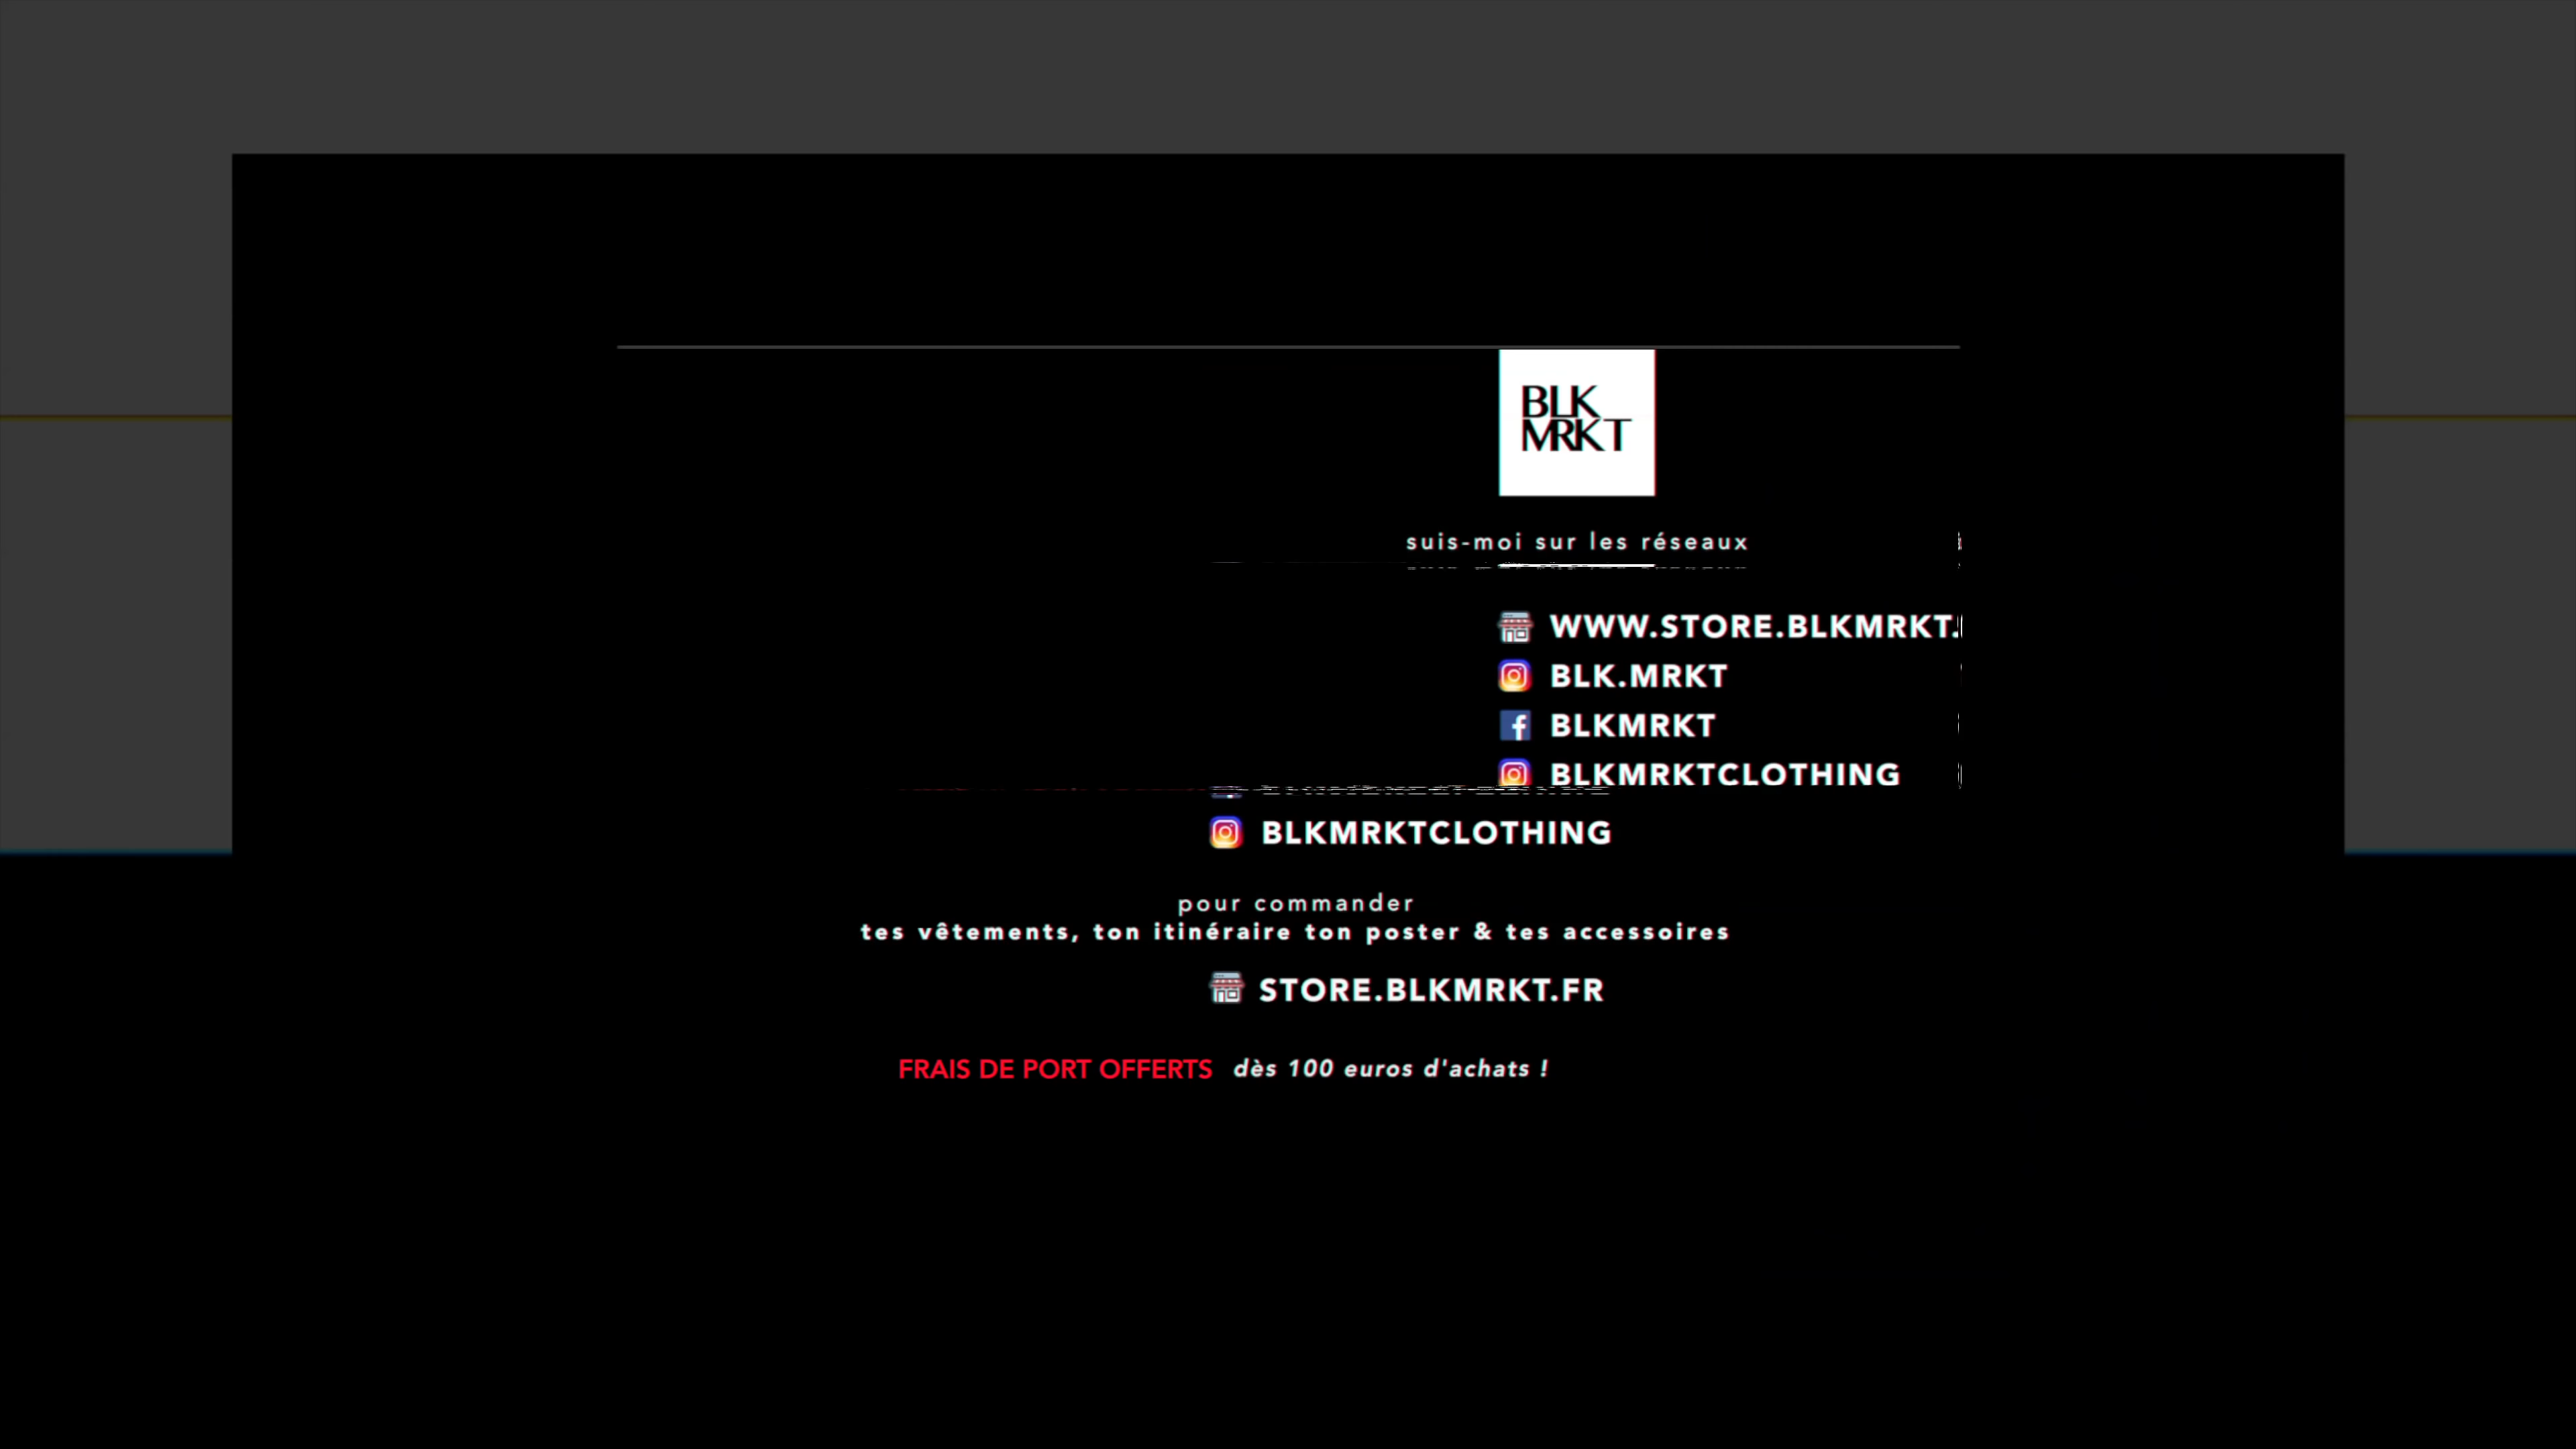 BLK
MRKT
suis-moi sur les réseaux
WWW.STORE.BLKMRKT.
BLK.MRKT
BLKMRKT
BLKMRKTCLOTHING
BLKMRKTCLOTHING
pour commander
tes vêtements, ton itinéraire ton poster & tes accessoires
STORE.BLKMRKT.FR
FRAIS DE PORT OFFERTS dès 100 euros d'achats !